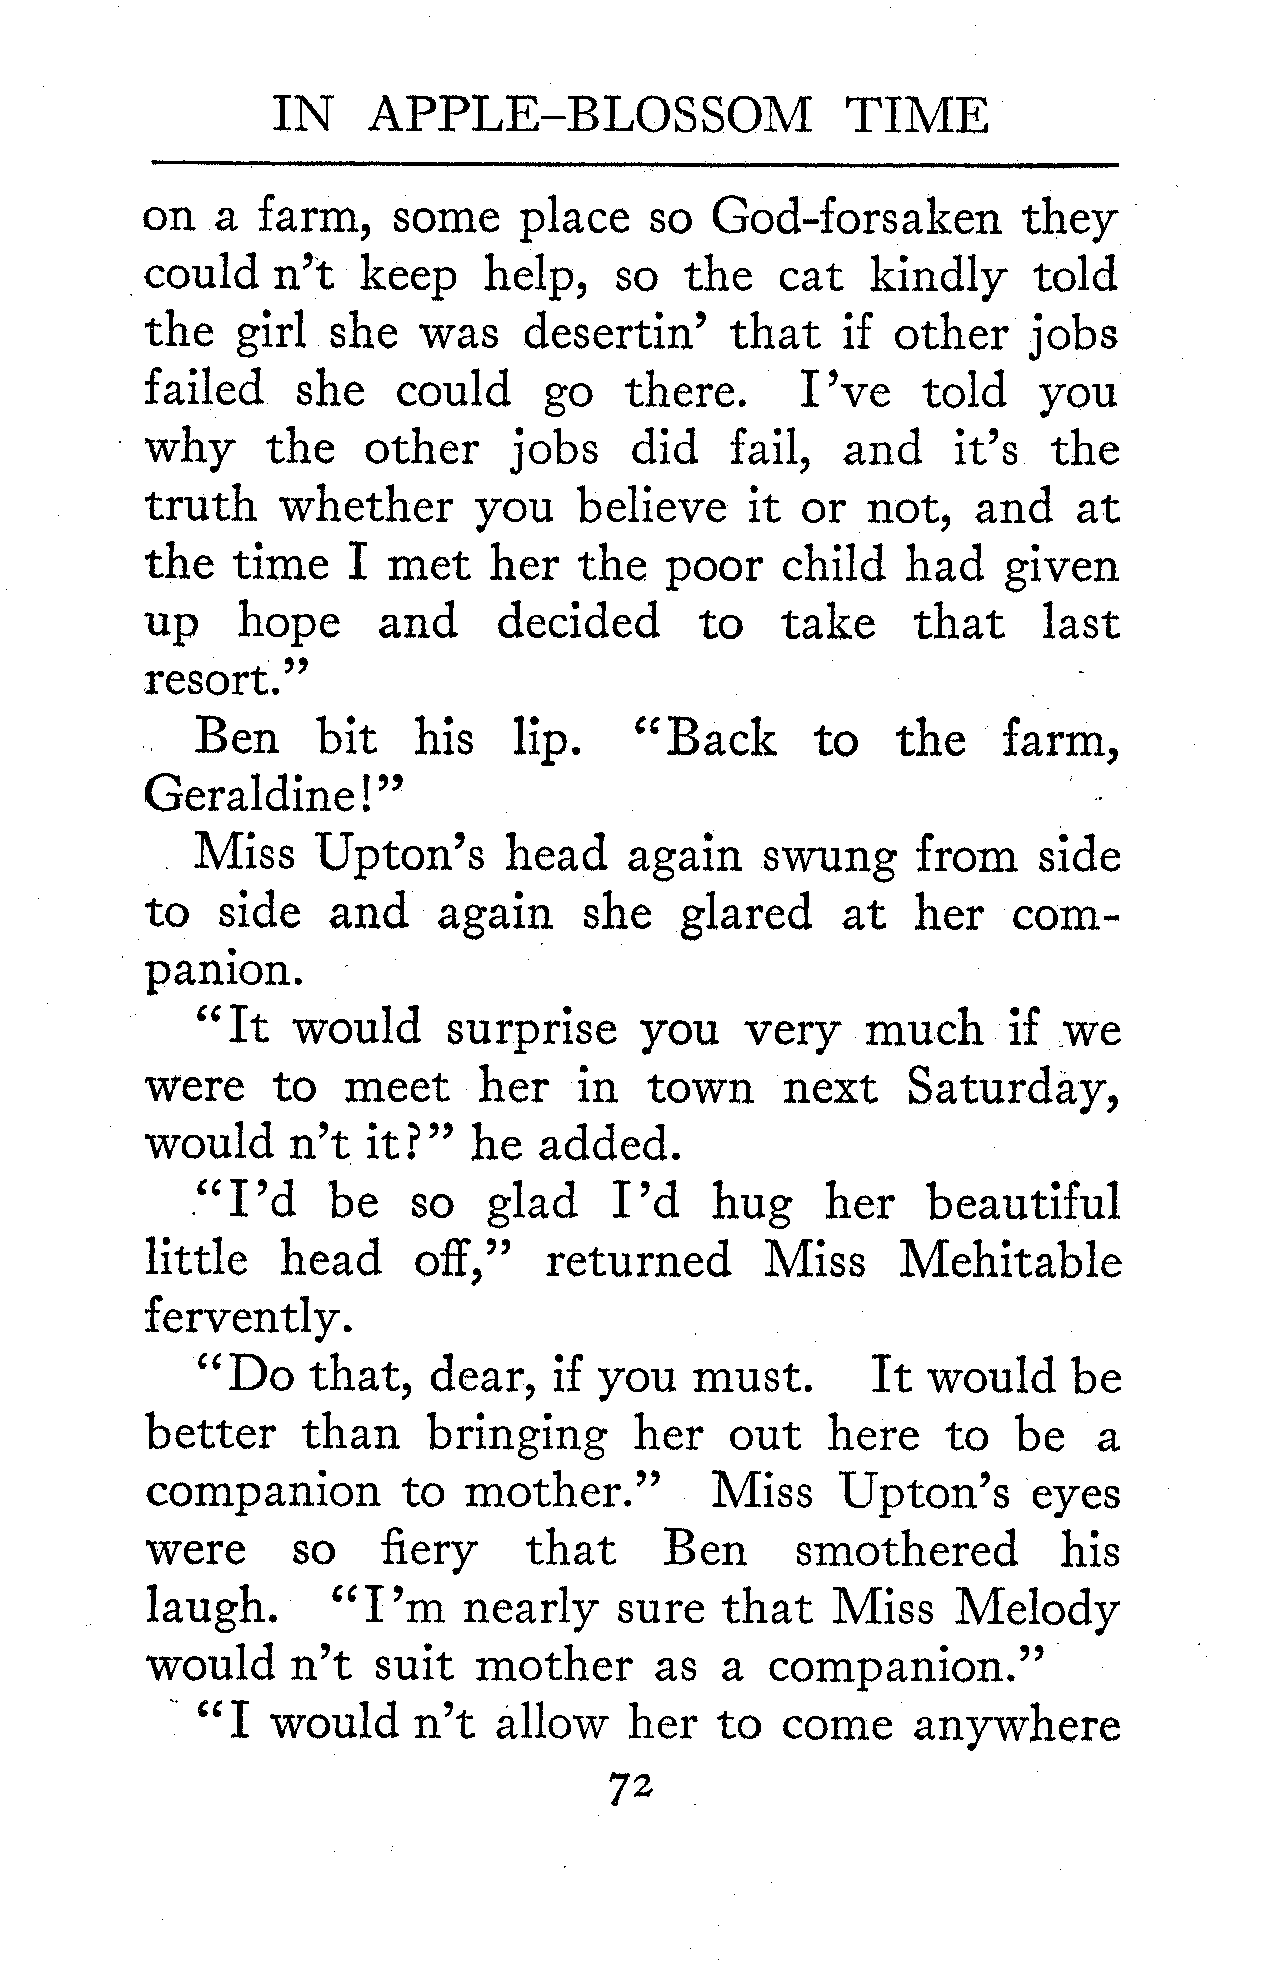 IN APPLE-BLOSSOM TIME
on a farm, some place so God-forsaken they
could n't keep help, so the cat kindly told
the girl she was desertin' that if other jobs
failed she could go there. I 've told you
why the other jobs did fail, and it's the
truth whether you believe it or not, and at
the time I met her the poor child had given
up hope and decided to take that last
resort."
Ben bit his lip. "Back to the farm,
Geraldine!"
Miss Upton's head again swung from side
to side and again she glared at her com-
panion.
"It would surprise you very much if we
were to meet her in town next Saturday,
would n't it?" he added.
"I 'd be so glad I 'd hug her beautiful
little head off," returned Miss Mehitable
fervently.
"Do that, dear, if you must. It would be
better than bringing her out here to be a
companion to mother." Miss Upton's eyes
were so fiery that Ben smothered his
laugh. "I 'm nearly sure that Miss Melody
would n't suit mother as a companion."
"I would n't allow her to come anywhere
72